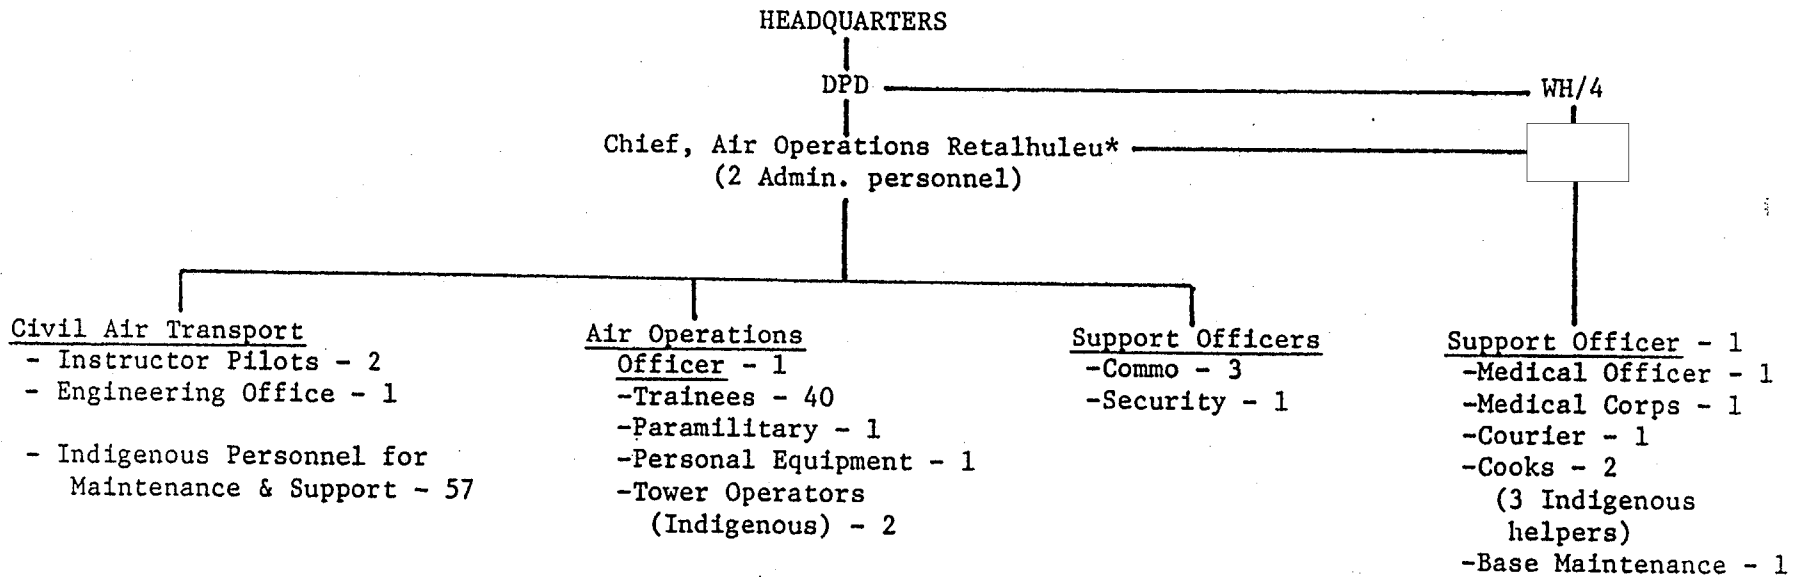 HEADQUARTERS
DPD
WH/4
Chief, Air Operations Retalhuleu*
(2 Admin. personnel)
Civil Air Transport
- Instructor Pilots - 2
- Engineering Office - 1
- Indigenous Personnel for
Maintenance & Support - 57
Air Operations
Officer - 1
-Trainees - 40
-Paramilitary - 1
-Personal Equipment - 1
-Tower Operators
(Indigenous) - 2
Support Officers
-Commo - 3
-Security - 1
Support Officer - 1
-Medical Officer - 1
-Medical Corps - 1
-Courier - 1
-Cooks - 2
(3 Indigenous
helpers)
-Base Maintenance - 1